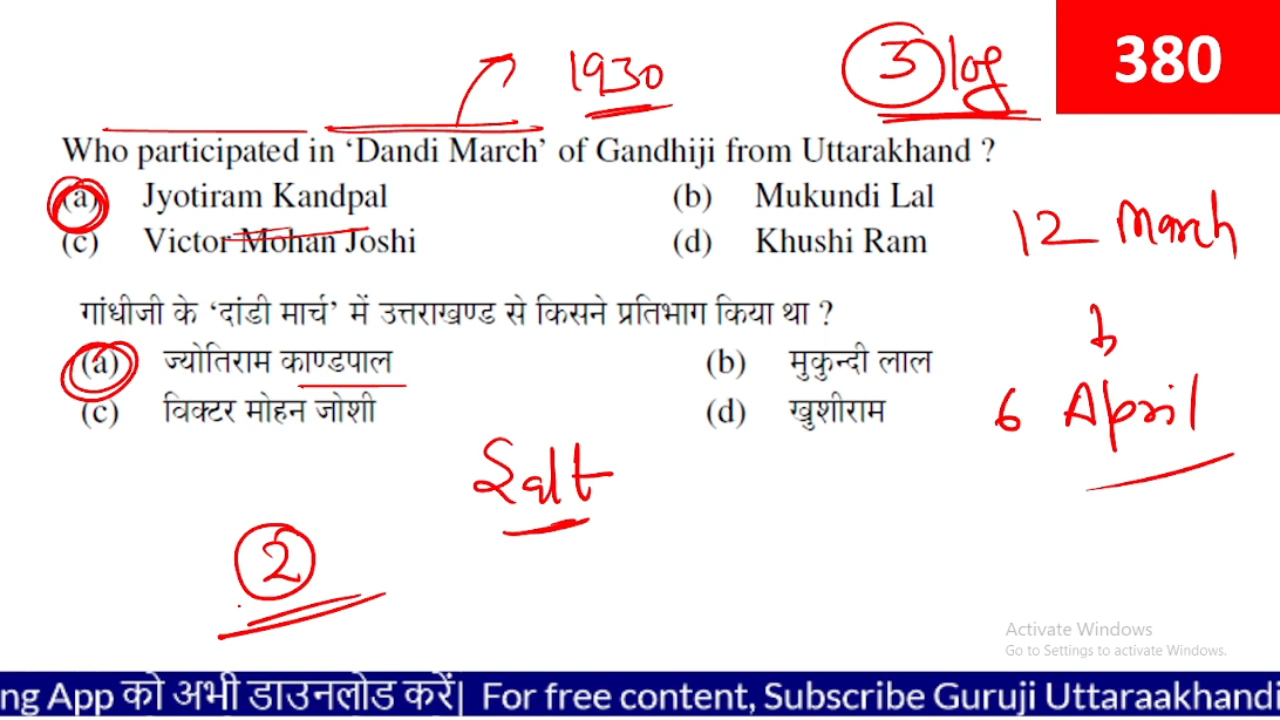 1930
3 log
380
Who participated in ‘Dandi March’ of Gandhiji from Uttarakhand ?
(a) Jyotiram Kandpal (b) Mukundi Lal
(c) Victor Mohan Joshi (d) Khushi Ram
12 March
to
6 April
गांधीजी के ‘दांडी मार्च’ में उत्तराखण्ड से किसने प्रतिभाग किया था ?
(a) ज्योतिराम काण्डपाल (b) मुकुन्दी लाल
(c) विक्टर मोहन जोशी (d) खुशीराम
Salt
2
Activate Windows
Go to Settings to activate Windows.
ng App को अभी डाउनलोड करें| For free content, Subscribe Guruji Uttaraakhandi